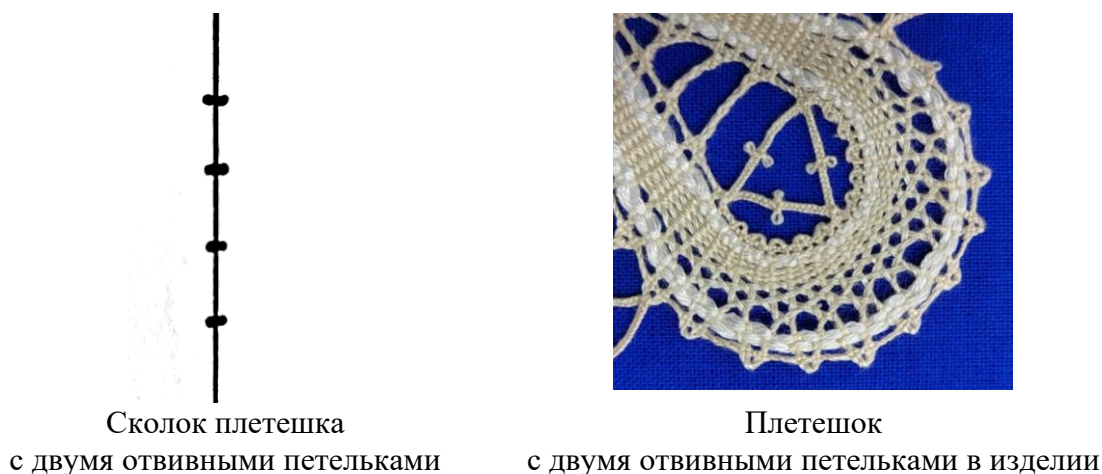 Сколок плетешка
с двумя отвивными петельками
Плетешок
с двумя отвивными петельками в изделии